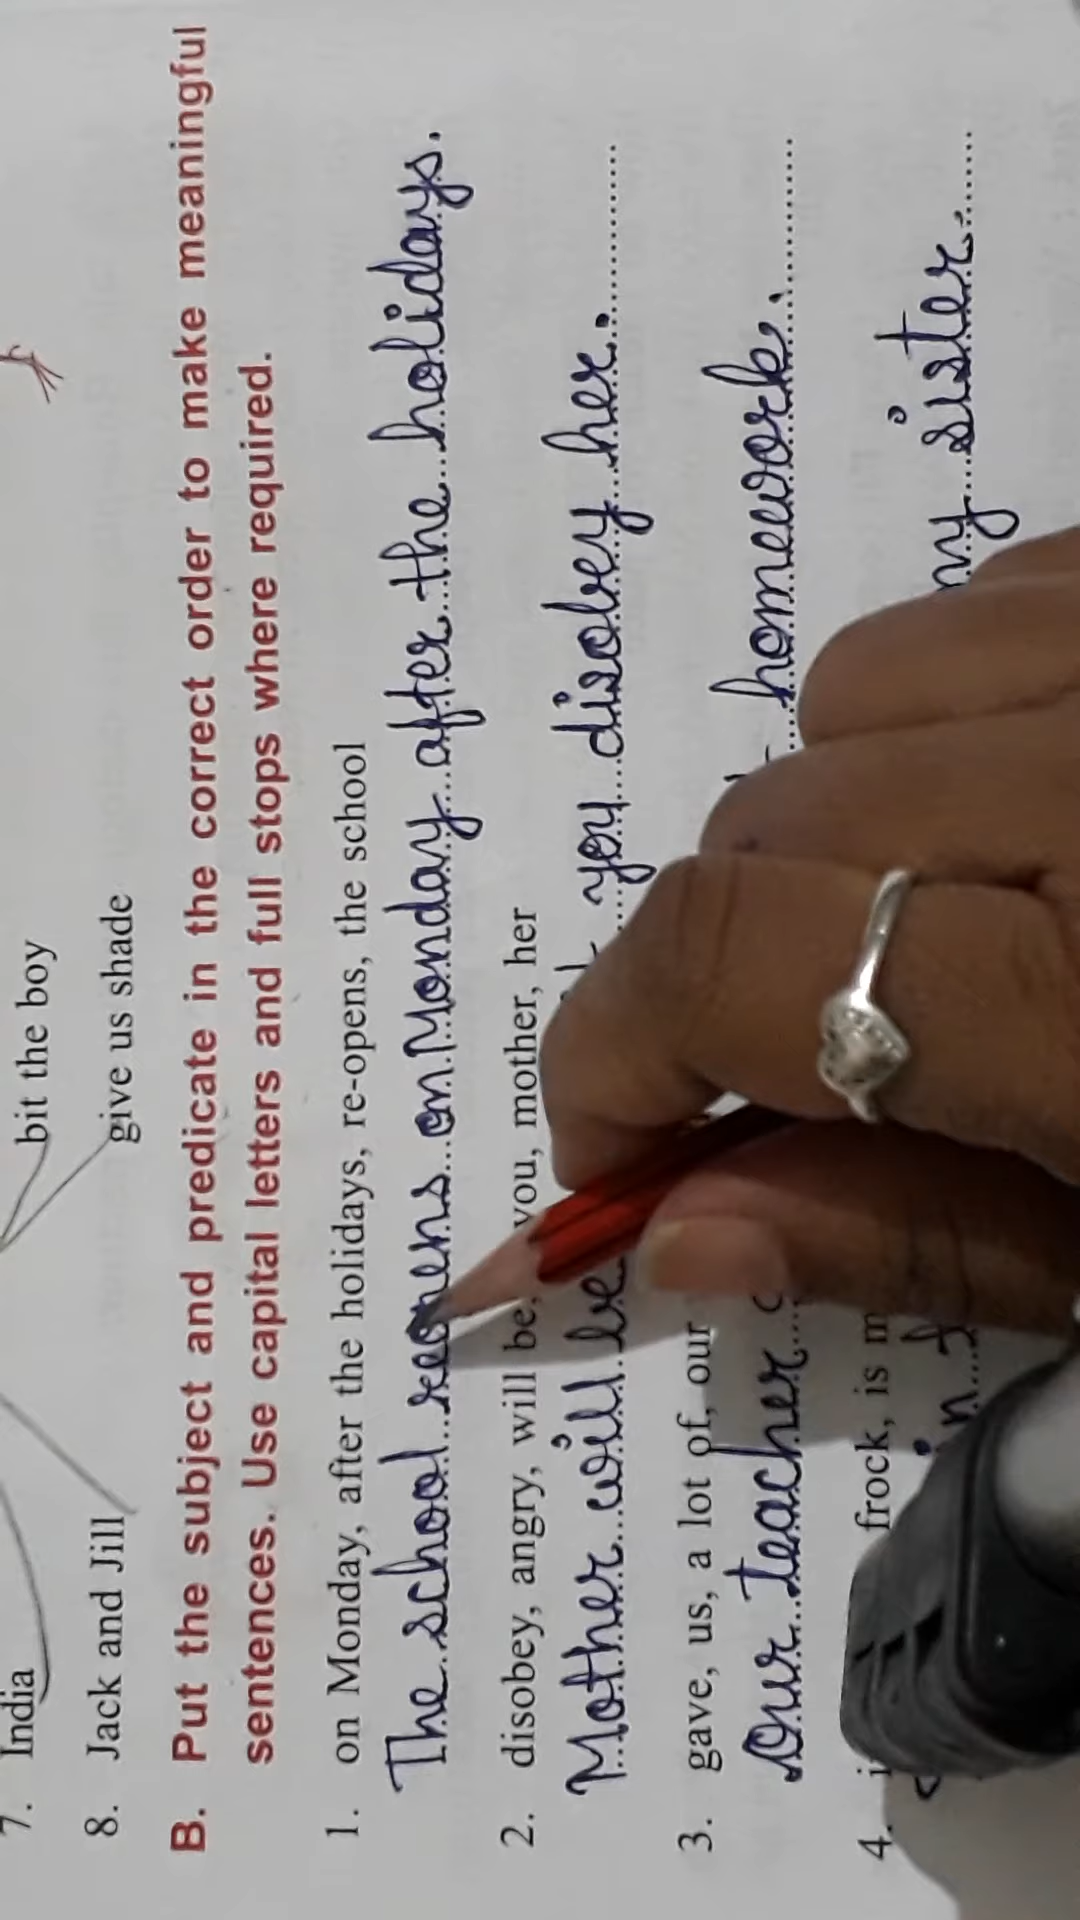 7. India
bit the boy
8. Jack and Jill
give us shade
B. Put the subject and predicate in the correct order to make meaningful
sentences. Use capital letters and full stops where required.
1. on Monday, after the holidays, re-opens, the school
The school reopens on Monday after the holidays.
2. disobey, angry, will be, you, mother, her
Mother will be you disobey her.
3. gave, us, a lot of, our
Our teacher homework.
4. frock, is
my sister.